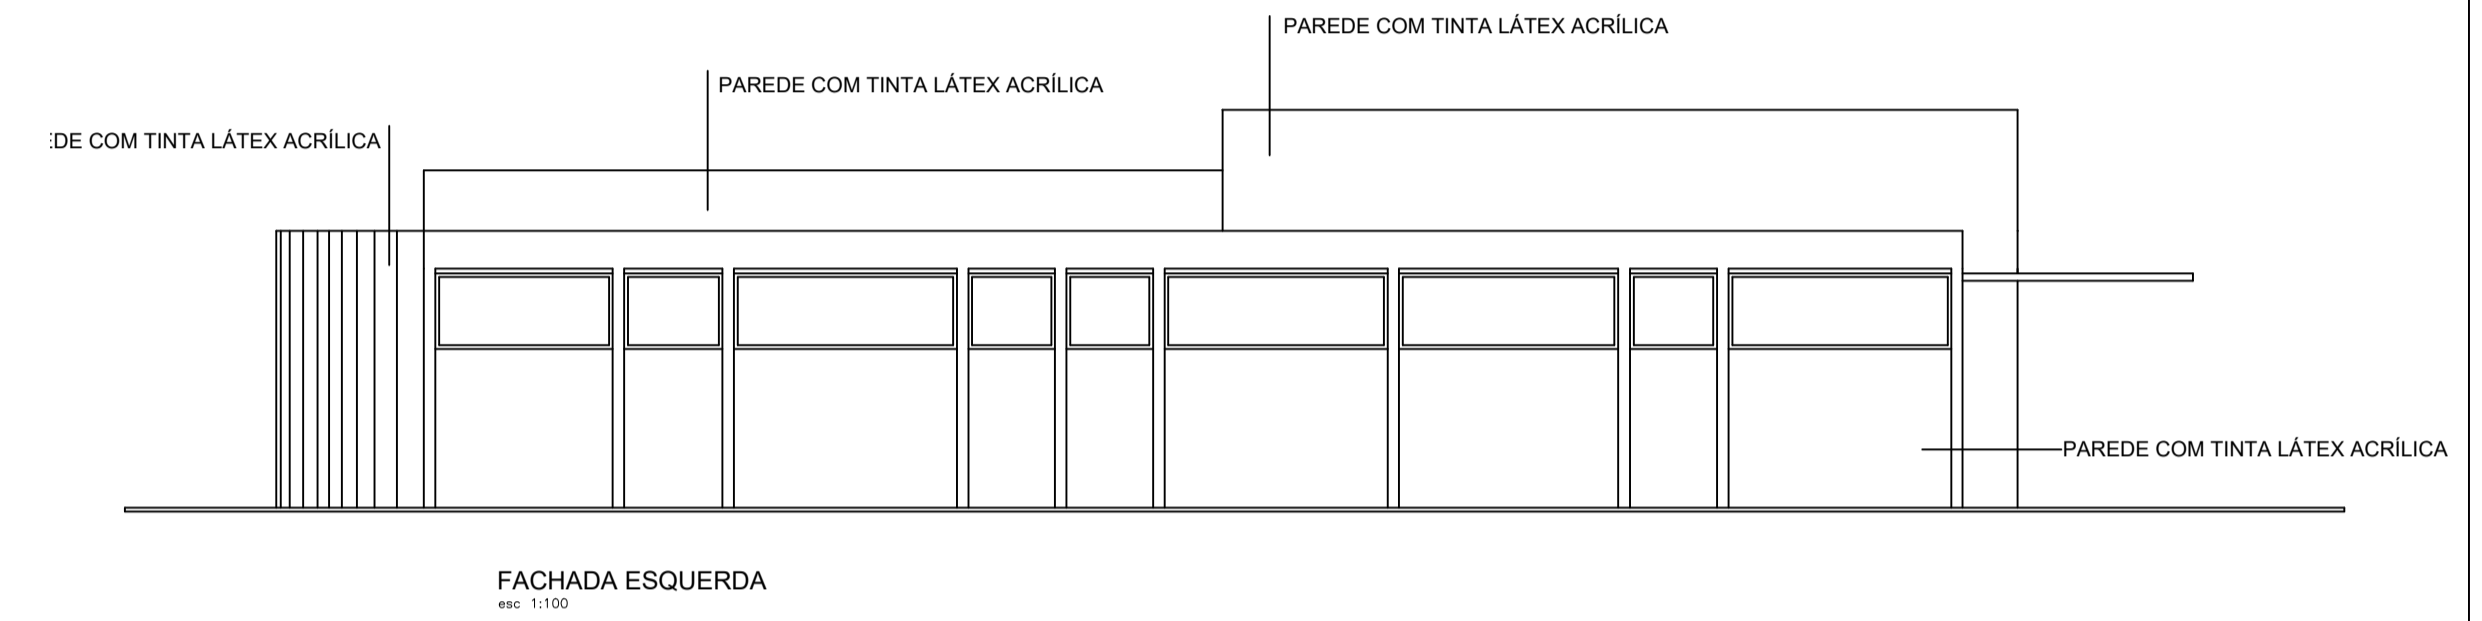 PAREDE COM TINTA LÁTEX ACRÍLICA
PAREDE COM TINTA LÁTEX ACRÍLICA
COM TINTA LÁTEX ACRÍLICA
PAREDE COM TINTA LÁTEX ACRÍLICA
FACHADA ESQUERDA
esc 1:100